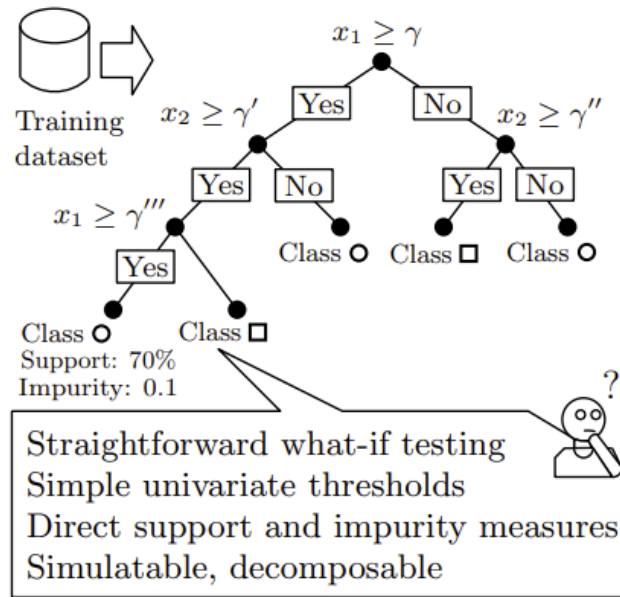 x₁ ≥ γ
Training
dataset
Yes
No
x₂ ≥ γ′
x₂ ≥ γ″
Yes
No
Yes
No
x₁ ≥ γ‴
Yes
Class ○
Class □
Class ○
Class ○
Class □
Support: 70%
Impurity: 0.1
?
Straightforward what-if testing
Simple univariate thresholds
Direct support and impurity measures
Simulatable, decomposable